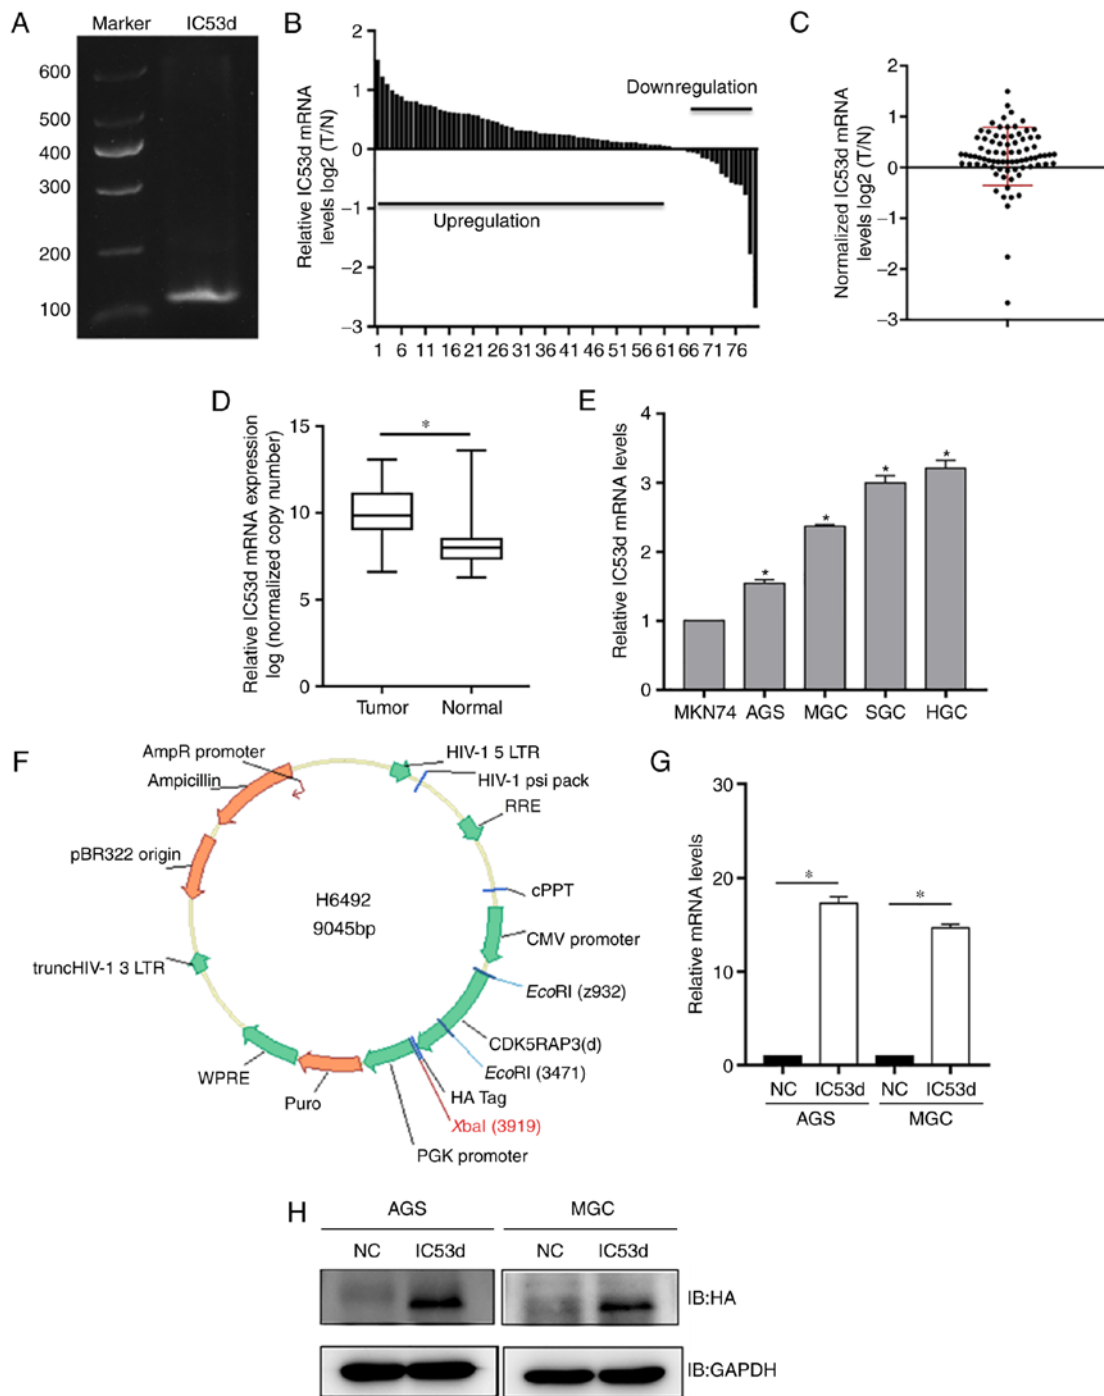 A
Marker IC53d
600
500
400
300
200
100
B
Relative IC53d mRNA
levels log2 (T/N)
2
1
0
−1
−2
−3
Downregulation
Upregulation
1 6 11 16 21 26 31 36 41 46 51 56 61 66 71 76
C
Normalized IC53d mRNA
levels log2 (T/N)
2
1
0
−1
−2
−3
D
Relative IC53d mRNA expression
log (normalized copy number)
15
10
5
0
*
Tumor Normal
E
Relative IC53d mRNA levels
4
3
2
1
0
* * * *
MKN74 AGS MGC SGC HGC
F
AmpR promoter
Ampicillin
pBR322 origin
truncHIV-1 3 LTR
WPRE
Puro
H6492
9045bp
HIV-1 5 LTR
HIV-1 psi pack
RRE
cPPT
CMV promoter
EcoRI (z932)
CDK5RAP3(d)
EcoRI (3471)
HA Tag
XbaI (3919)
PGK promoter
G
Relative mRNA levels
30
20
10
0
* *
NC IC53d NC IC53d
AGS MGC
H
AGS MGC
NC IC53d NC IC53d
IB:HA
IB:GAPDH